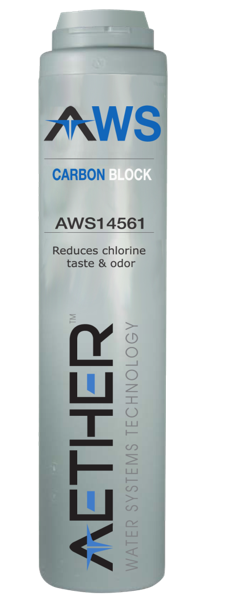 AWS
CARBON BLOCK
AWS14561
Reduces chlorine
taste & odor
AETHER™
WATER SYSTEMS TECHNOLOGY